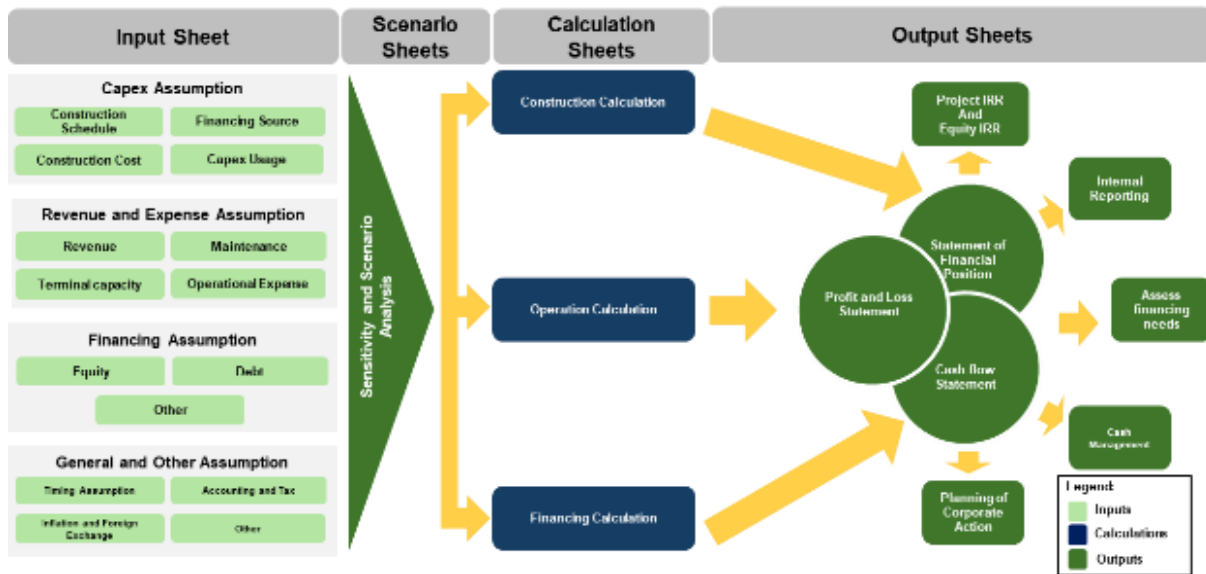 Input Sheet
Scenario
Sheets
Calculation
Sheets
Output Sheets
Capex Assumption
Construction
Schedule
Financing Source
Construction Cost
Capex Usage
Revenue and Expense Assumption
Revenue
Maintenance
Terminal capacity
Operational Expense
Financing Assumption
Equity
Debt
Other
General and Other Assumption
Timing Assumption
Accounting and Tax
Inflation and Foreign
Exchange
Other
Sensitivity and Scenario
Analysis
Construction Calculation
Operation Calculation
Financing Calculation
Project IRR
And
Equity IRR
Internal
Reporting
Statement of
Financial
Position
Profit and Loss
Statement
Cash flow
Statement
Assess
financing
needs
Cash
Management
Planning of
Corporate
Action
Legend:
Inputs
Calculations
Outputs